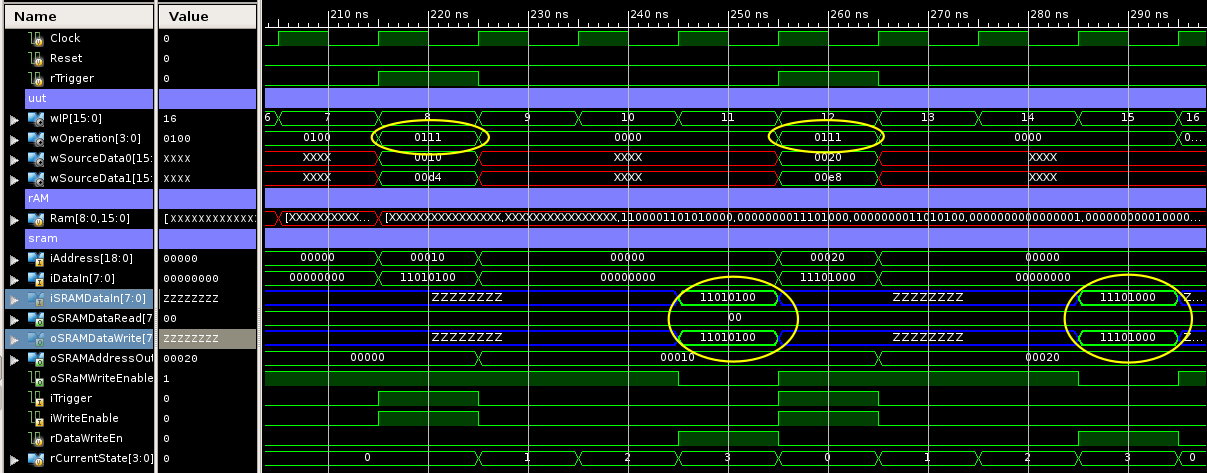 Name Value 210 ns 220 ns 230 ns 240 ns 250 ns 260 ns 270 ns 280 ns 290 ns
Clock 0
Reset 0
rTrigger 0
uut
wIP[15:0] 16 6 7 8 9 10 11 12 13 14 15 16
wOperation[3:0] 0100 0100 0111 0000 0111 0000 0...
wSourceData0[15: XXXX XXXX 0010 XXXX 0020 XXXX
wSourceData1[15: XXXX XXXX 00d4 XXXX 00e8 XXXX
rAM
Ram[8:0,15:0] [XXXXXXXXXXXX: [XXXXXXXXXX... [XXXXXXXXXXXXXXXX,XXXXXXXXXXXXXXXX,1100001101010000,0000000011101000,0000000011010100,0000000000000001,000000000010000...
sram
iAddress[18:0] 00000 00000 00010 00000 00020 00000
iDataIn[7:0] 00000000 00000000 11010100 00000000 11101000 00000000
iSRAMDataIn[7:0] ZZZZZZZZ ZZZZZZZZ 11010100 ZZZZZZZZ 11101000 Z...
oSRAMDataRead[7 00 00
oSRAMDataWrite[7 ZZZZZZZZ ZZZZZZZZ 11010100 ZZZZZZZZ 11101000 Z...
oSRAMAddressOut 00020 00000 00010 00020
oSRaMWriteEnable 1
iTrigger 0
iWriteEnable 0
rDataWriteEn 0
rCurrentState[3:0] 0 0 1 2 3 0 1 2 3 0